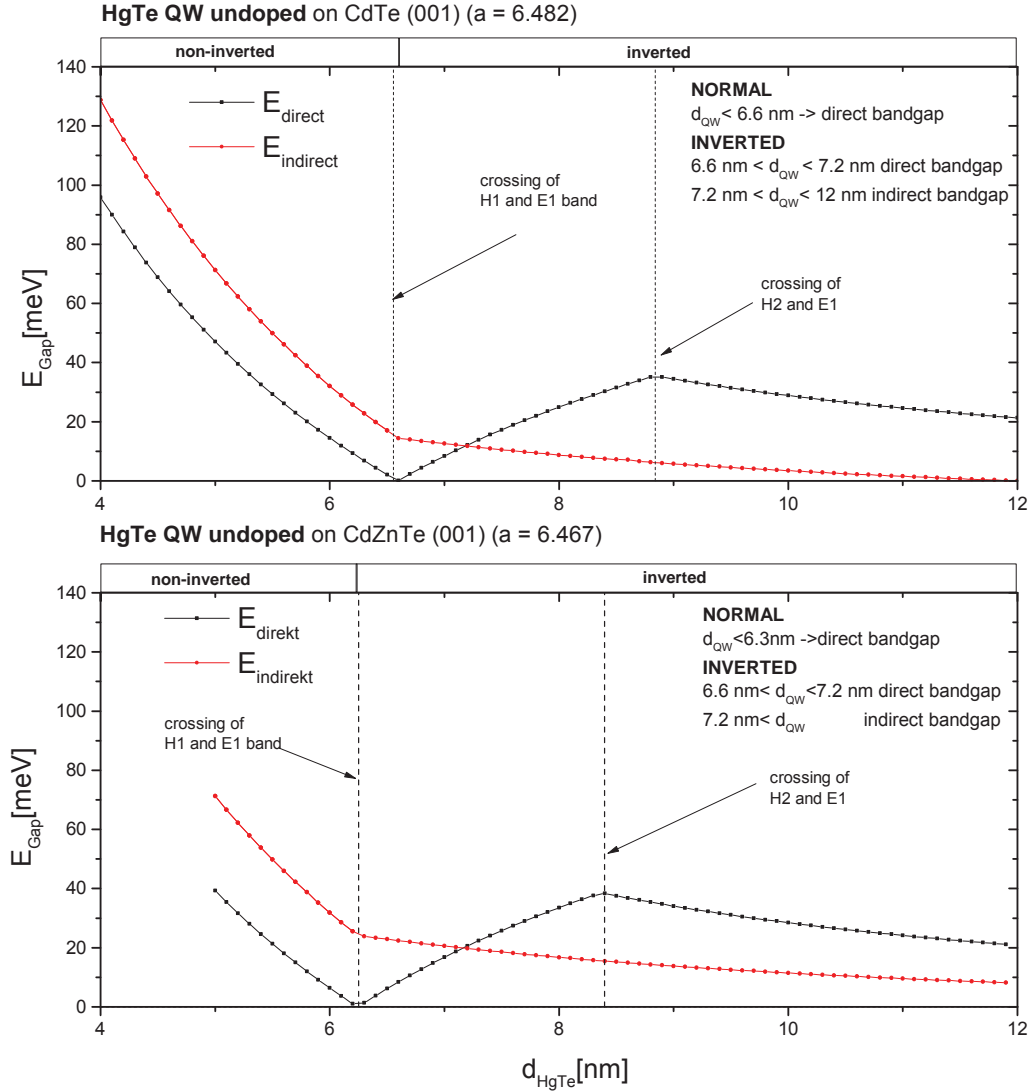 HgTe QW undoped on CdTe (001) (a = 6.482)
non-inverted
inverted
140
120
100
80
60
40
20
0
E_Gap[meV]
E_direct
E_indirect
crossing of
H1 and E1 band
crossing of
H2 and E1
NORMAL
d_QW< 6.6 nm -> direct bandgap
INVERTED
6.6 nm < d_QW < 7.2 nm direct bandgap
7.2 nm < d_QW< 12 nm indirect bandgap
4 6 8 10 12
HgTe QW undoped on CdZnTe (001) (a = 6.467)
non-inverted
inverted
140
120
100
80
60
40
20
0
E_Gap[meV]
E_direkt
E_indirekt
crossing of
H1 and E1 band
crossing of
H2 and E1
NORMAL
d_QW<6.3nm ->direct bandgap
INVERTED
6.6 nm< d_QW<7.2 nm direct bandgap
7.2 nm< d_QW indirect bandgap
4 6 8 10 12
d_HgTe[nm]